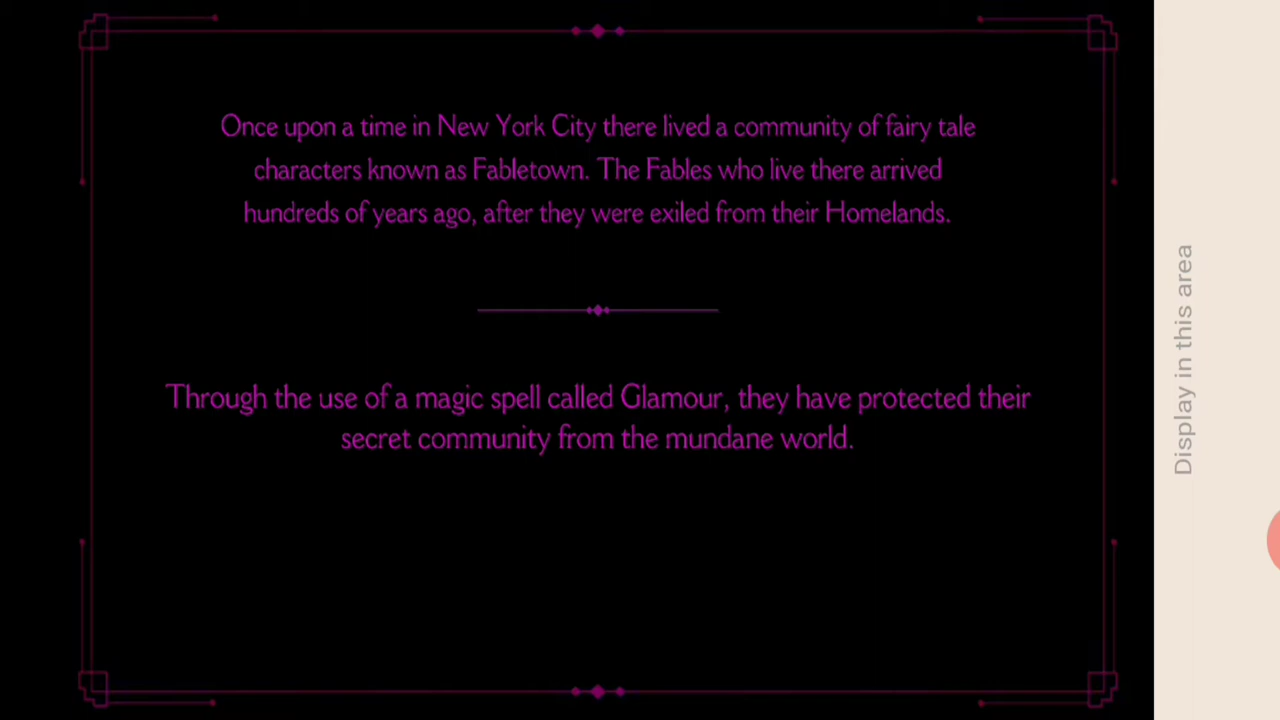 Once upon a time in New York City there lived a community of fairy tale
characters known as Fabletown. The Fables who live there arrived
hundreds of years ago, after they were exiled from their Homelands.
Through the use of a magic spell called Glamour, they have protected their
secret community from the mundane world.
Display in this area